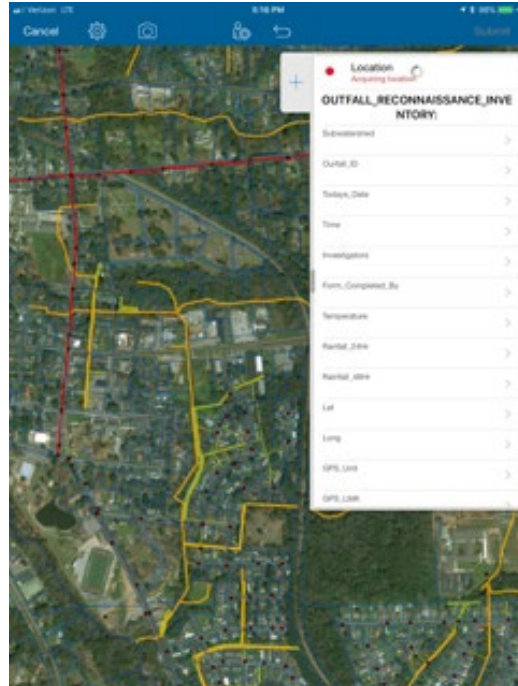 Verizon LTE
5:16 PM
Cancel
Submit
Location
Acquiring location
OUTFALL_RECONNAISSANCE_INVE
NTORY:
Subwatershed
Outfall_ID
Todays_Date
Time
Investigators
Form_Completed_By
Temperature
Rainfall_24Hr
Rainfall_48Hr
Lat
Long
GPS_Unit